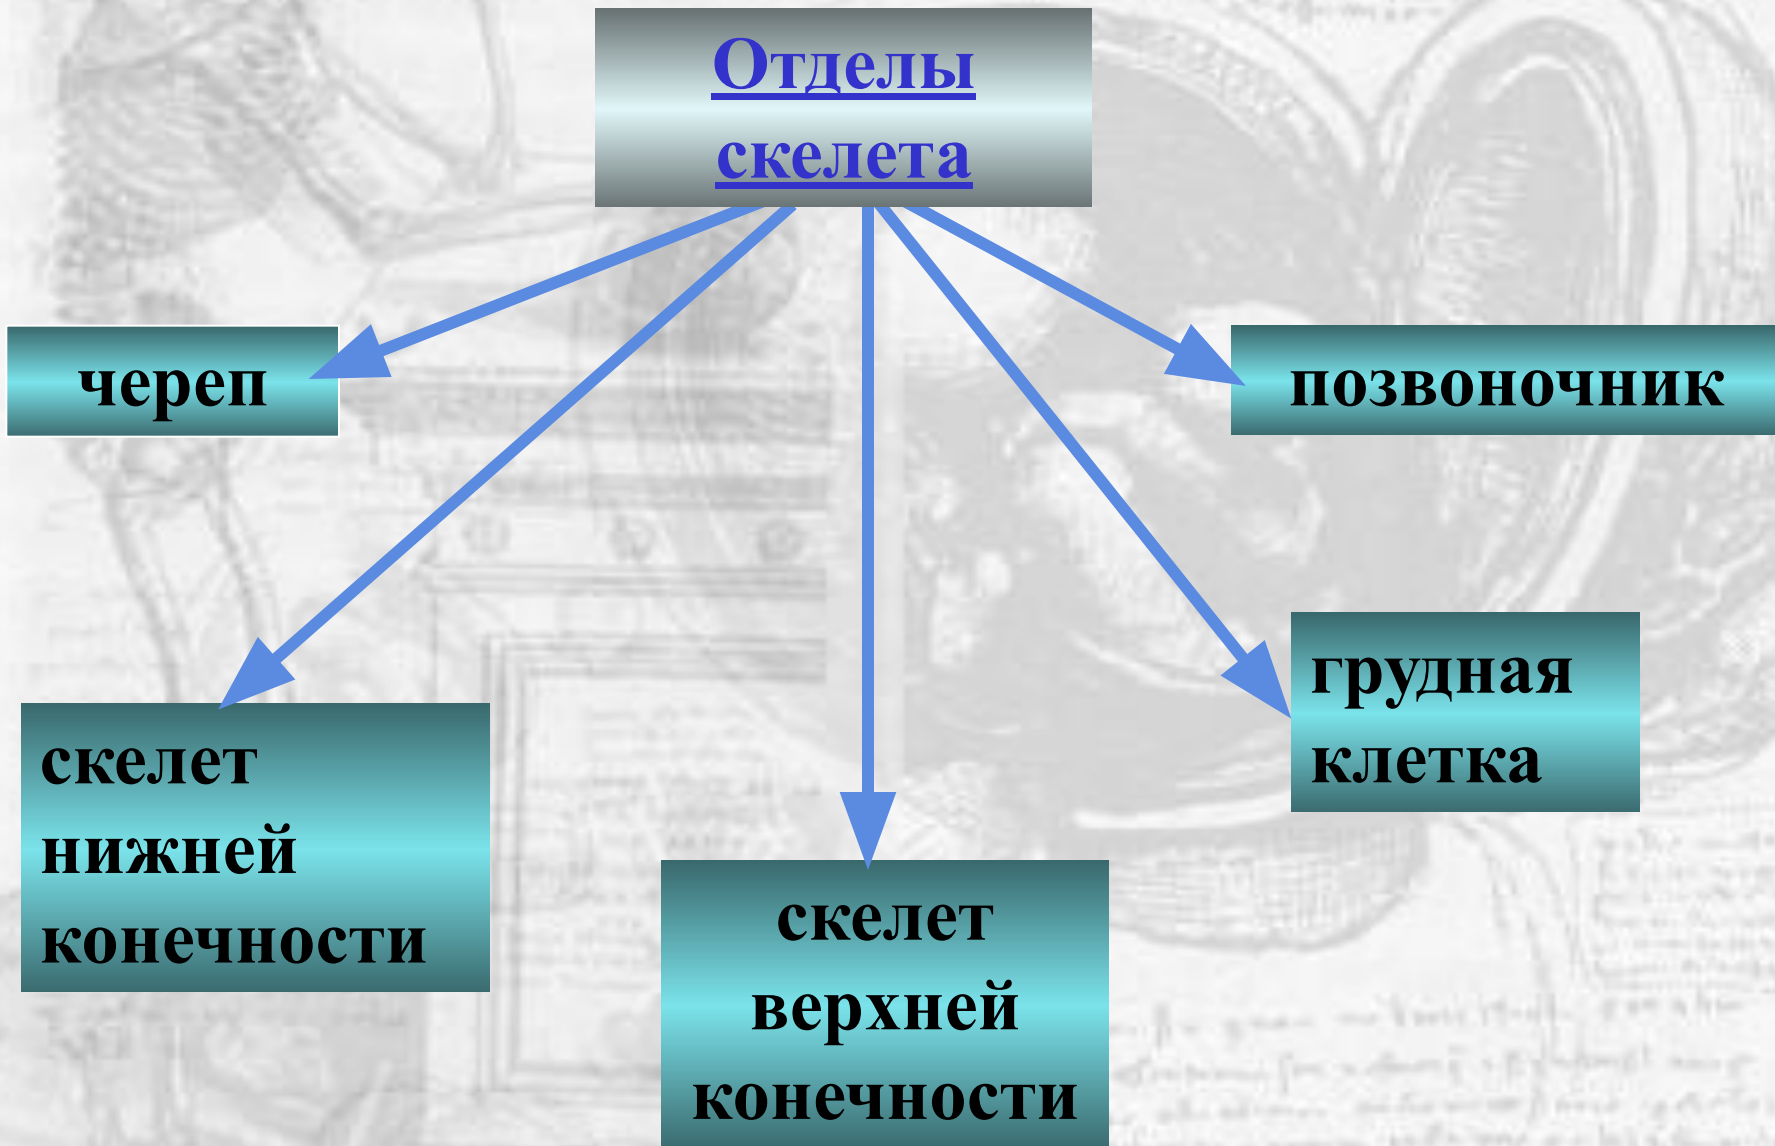 Отделы
скелета
череп
позвоночник
скелет
нижней
конечности
скелет
верхней
конечности
грудная
клетка